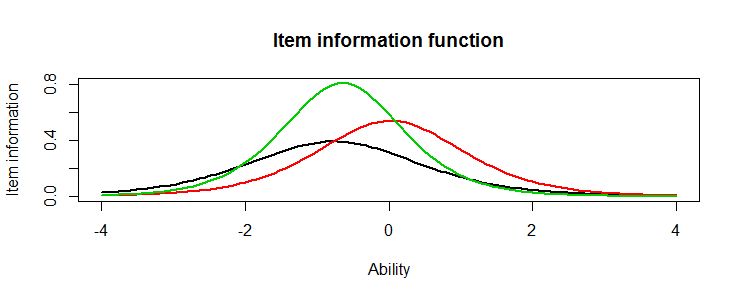 Item information function
Item information
0.8
0.4
0.0
-4 -2 0 2 4
Ability